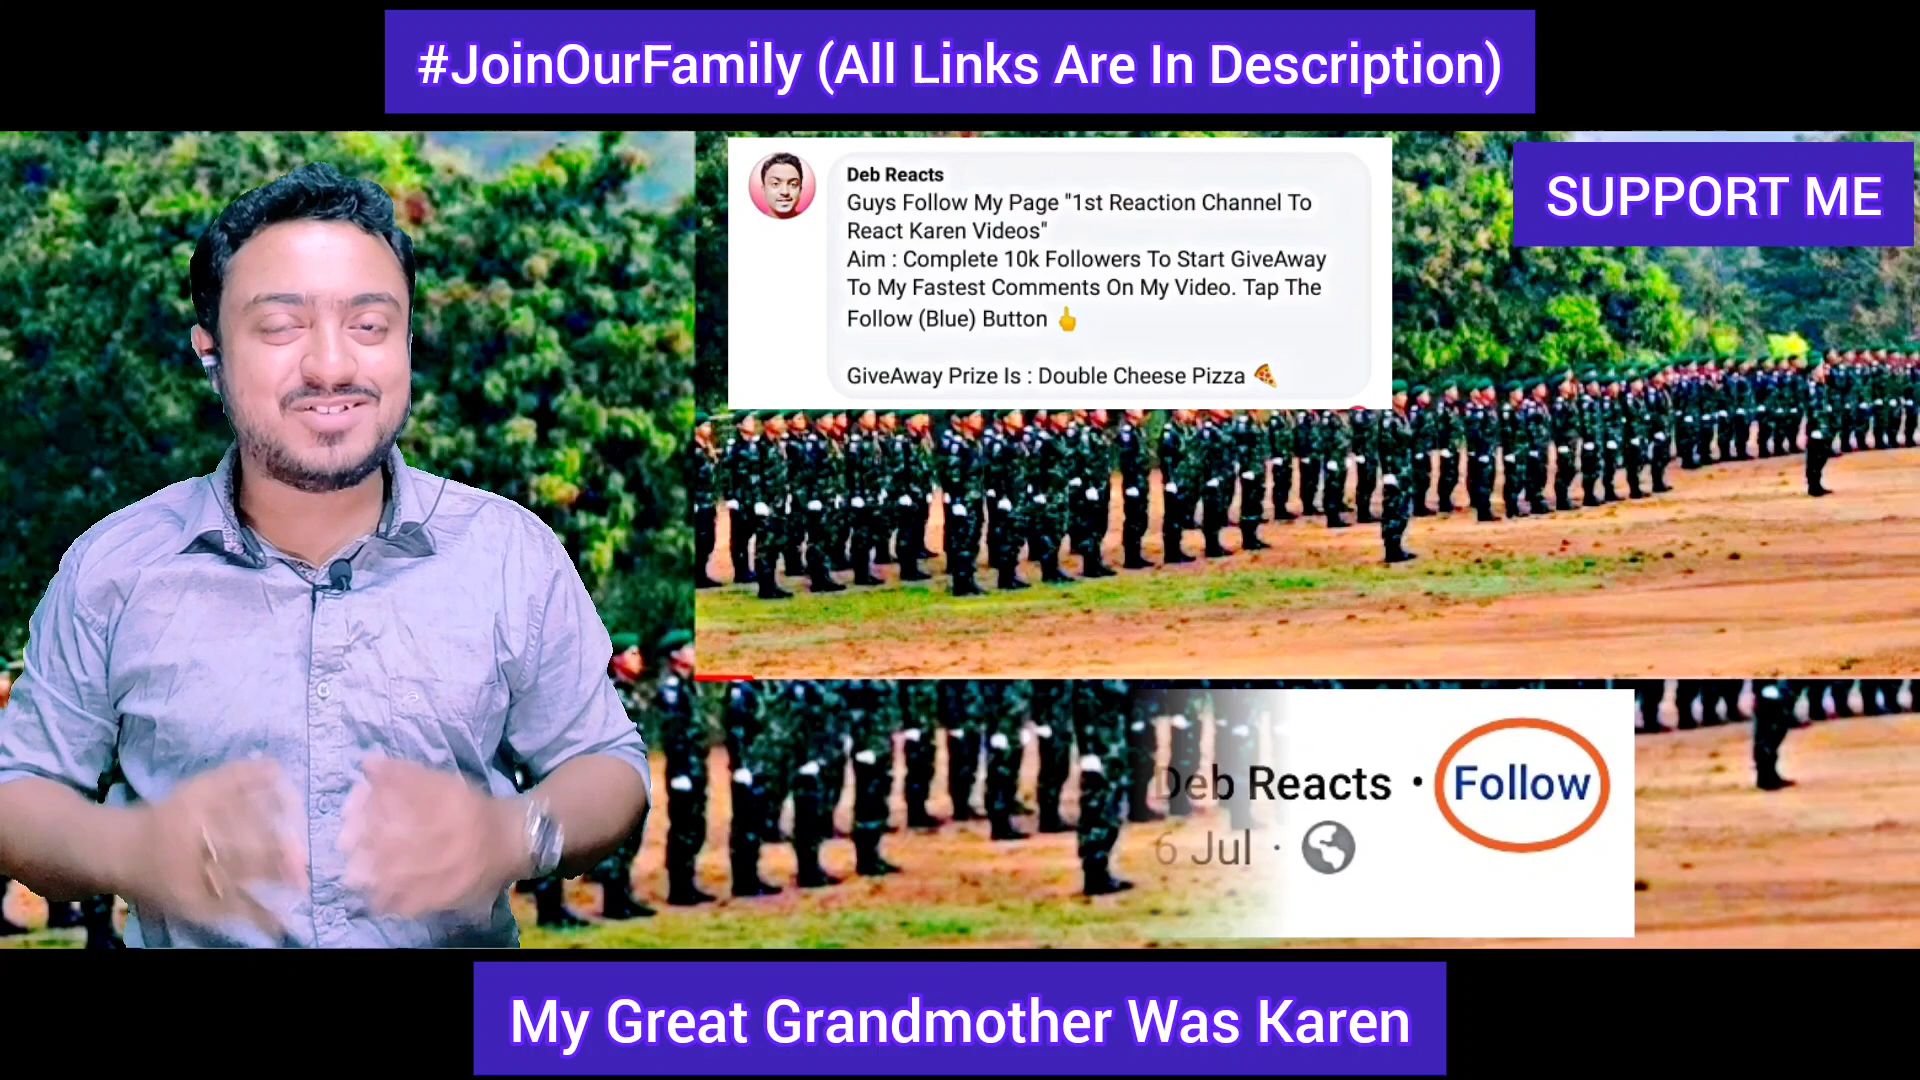 #JoinOurFamily (All Links Are In Description)
SUPPORT ME
Deb Reacts
Guys Follow My Page "1st Reaction Channel To
React Karen Videos"
Aim : Complete 10k Followers To Start GiveAway
To My Fastest Comments On My Video. Tap The
Follow (Blue) Button 🖕
GiveAway Prize Is : Double Cheese Pizza 🍕
Deb Reacts · Follow
6 Jul ·
My Great Grandmother Was Karen